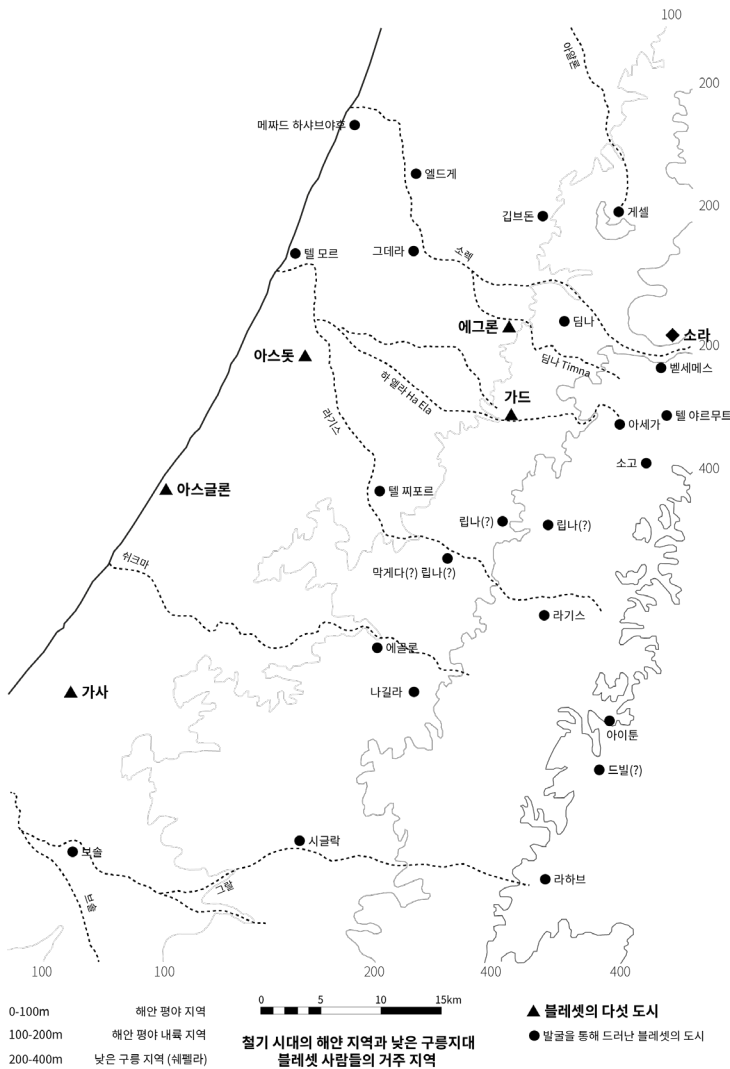 100
아얄론
200
메짜드 하샤브야후
엘드게
200
깁브돈
게셀
텔 모르
그데라
소렉
에그론
딤나
소라
200
아스돗
딤나 Timna
벧세메스
하 엘라 Ha Ela
가드
라기스
아세가
텔 야르무트
소고
400
아스글론
텔 찌포르
립나(?)
립나(?)
쉬크마
막게다(?) 립나(?)
라기스
에글론
가사
나길라
아이툰
드빌(?)
시글락
보솔
라하브
그랄
브솔
100
100
200
400
400
0-100m 해안 평야 지역
100-200m 해안 평야 내륙 지역
200-400m 낮은 구릉 지역 (쉐펠라)
0 5 10 15km
철기 시대의 해얀 지역과 낮은 구릉지대
블레셋 사람들의 거주 지역
블레셋의 다섯 도시
발굴을 통해 드러난 블레셋의 도시